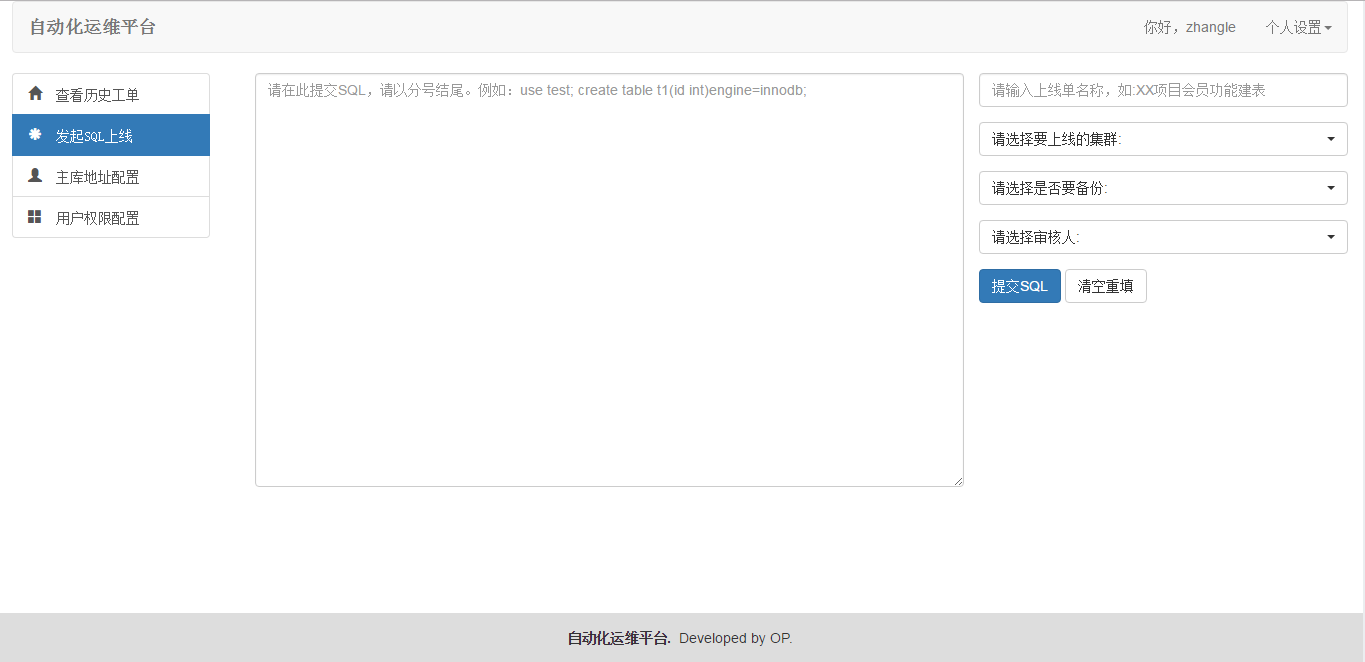 自动化运维平台
你好，zhangle
个人设置
查看历史工单
发起SQL上线
主库地址配置
用户权限配置
请在此提交SQL，请以分号结尾。例如：use test; create table t1(id int)engine=innodb;
请输入上线单名称，如:XX项目会员功能建表
请选择要上线的集群:
请选择是否要备份:
请选择审核人:
提交SQL
清空重填
自动化运维平台. Developed by OP.